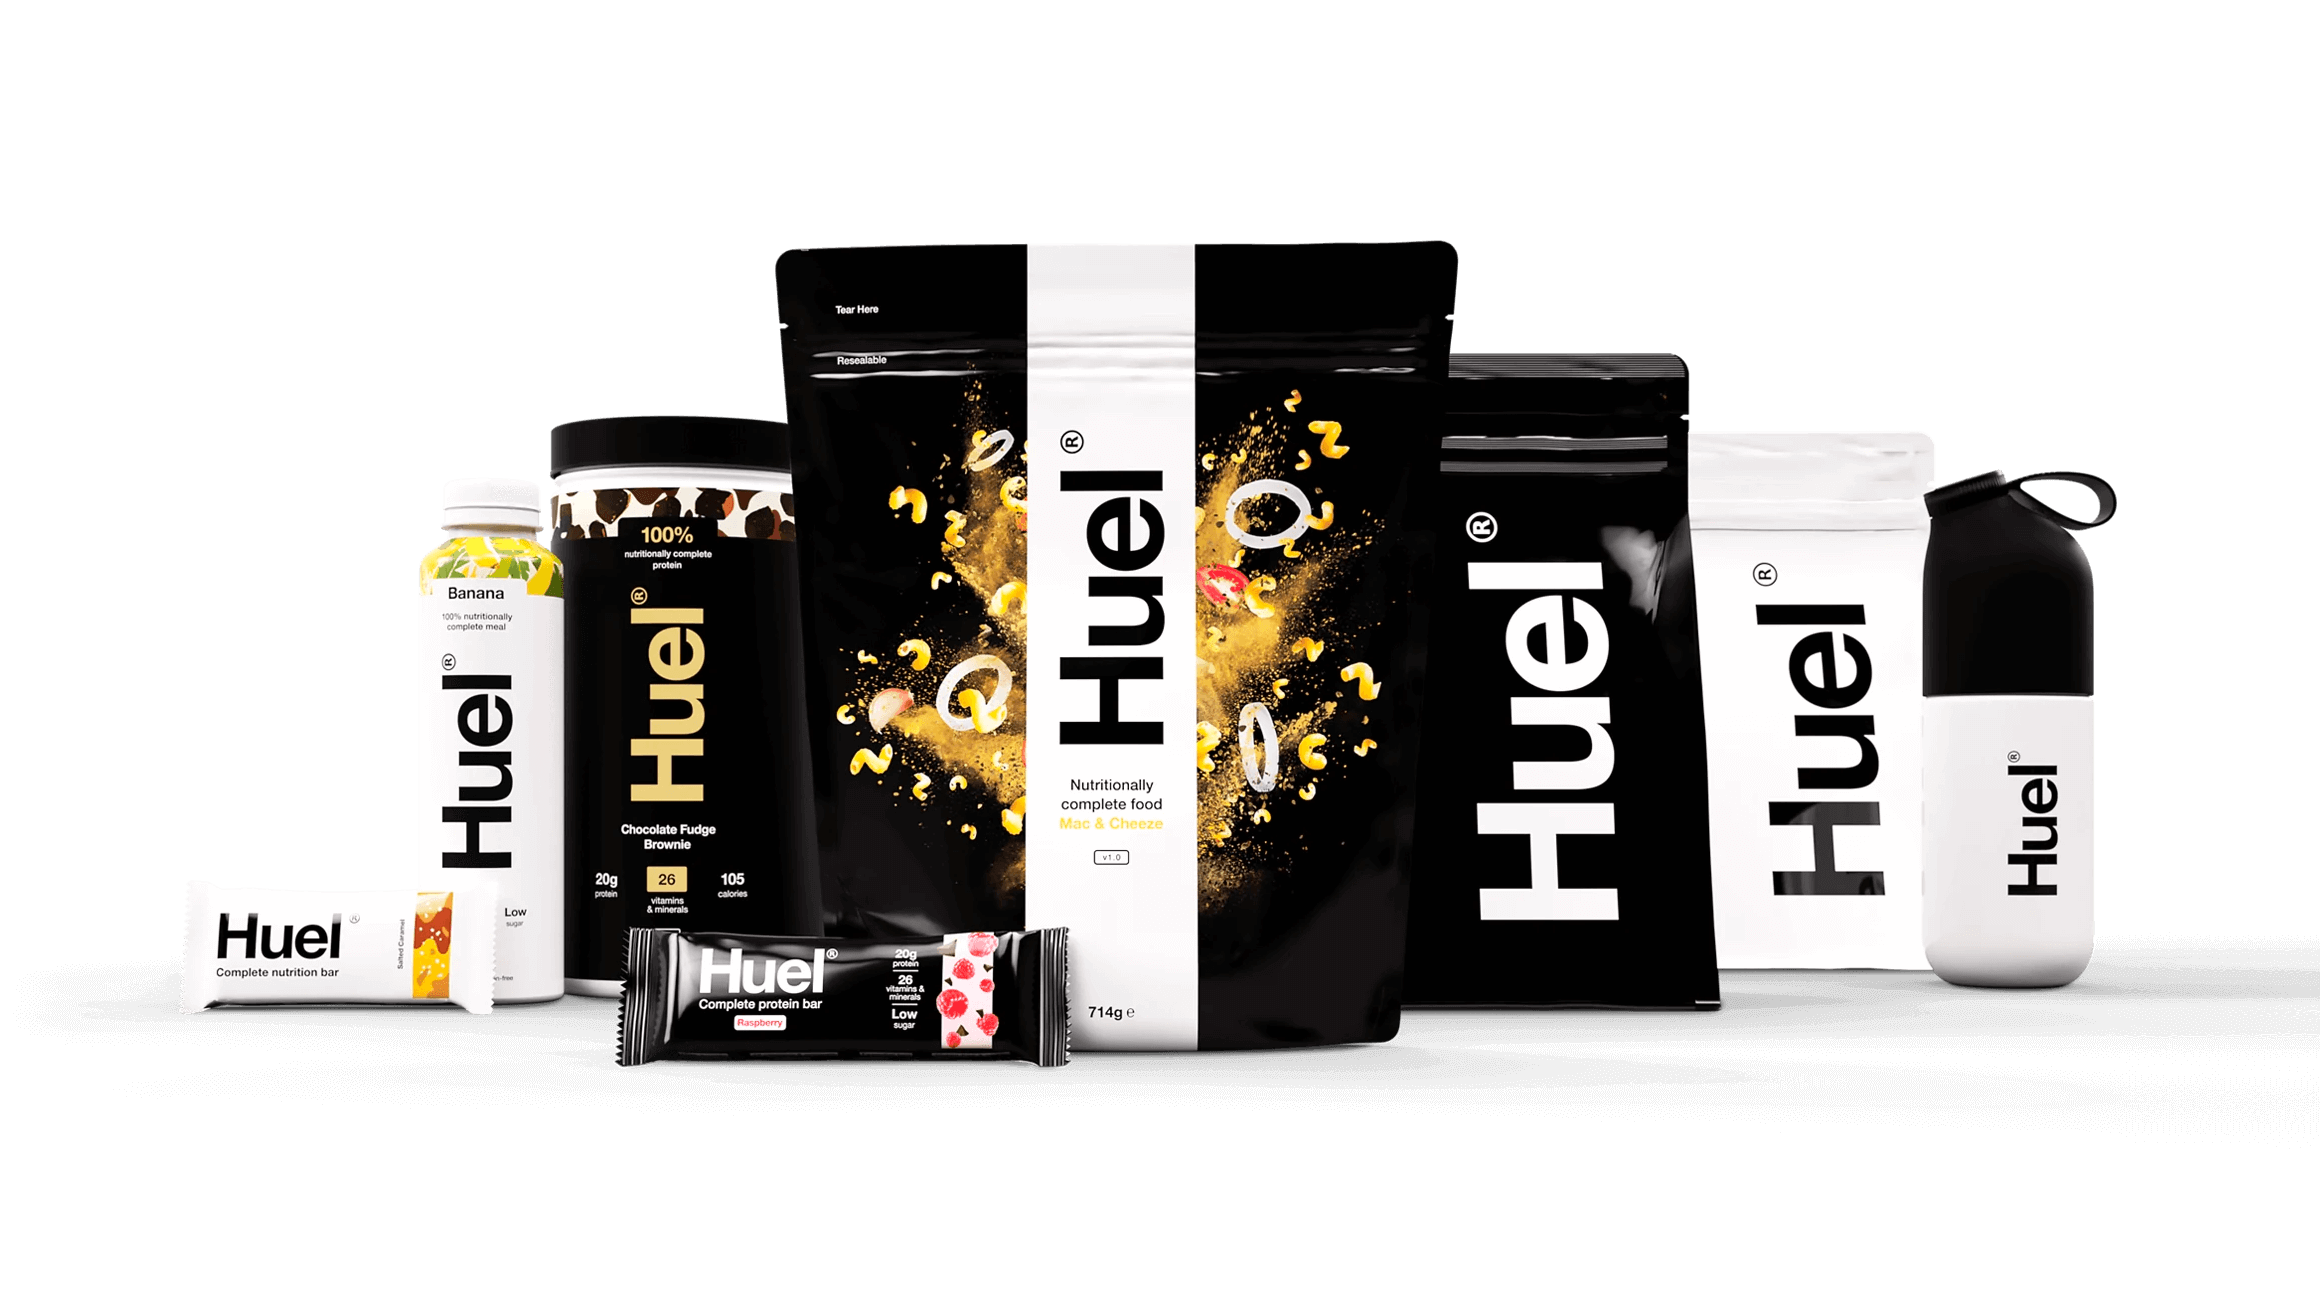 Huel®
Complete nutrition bar
Salted Caramel
Banana
100% nutritionally
complete meal
Huel®
Low
sugar
100%
nutritionally complete
protein
Huel®
Chocolate Fudge
Brownie
20g
protein
26
vitamins
& minerals
105
calories
Huel®
Complete protein bar
Raspberry
20g
protein
26
vitamins &
minerals
Low
sugar
Tear Here
Resealable
Huel®
Nutritionally
complete food
Mac & Cheeze
v1.0
714g ℮
Huel®
Huel®
Huel®